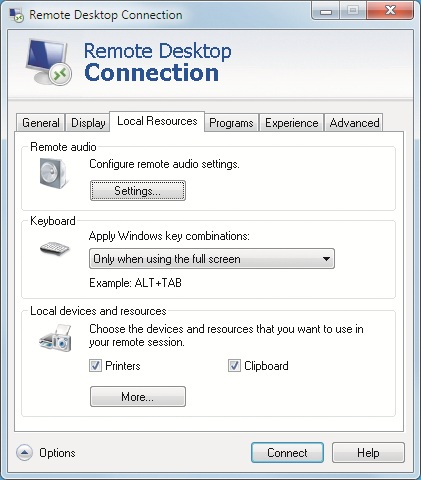 Remote Desktop Connection
Remote Desktop
Connection
General Display Local Resources Programs Experience Advanced
Remote audio
Configure remote audio settings.
Settings...
Keyboard
Apply Windows key combinations:
Only when using the full screen
Example: ALT+TAB
Local devices and resources
Choose the devices and resources that you want to use in
your remote session.
Printers Clipboard
More...
Options Connect Help